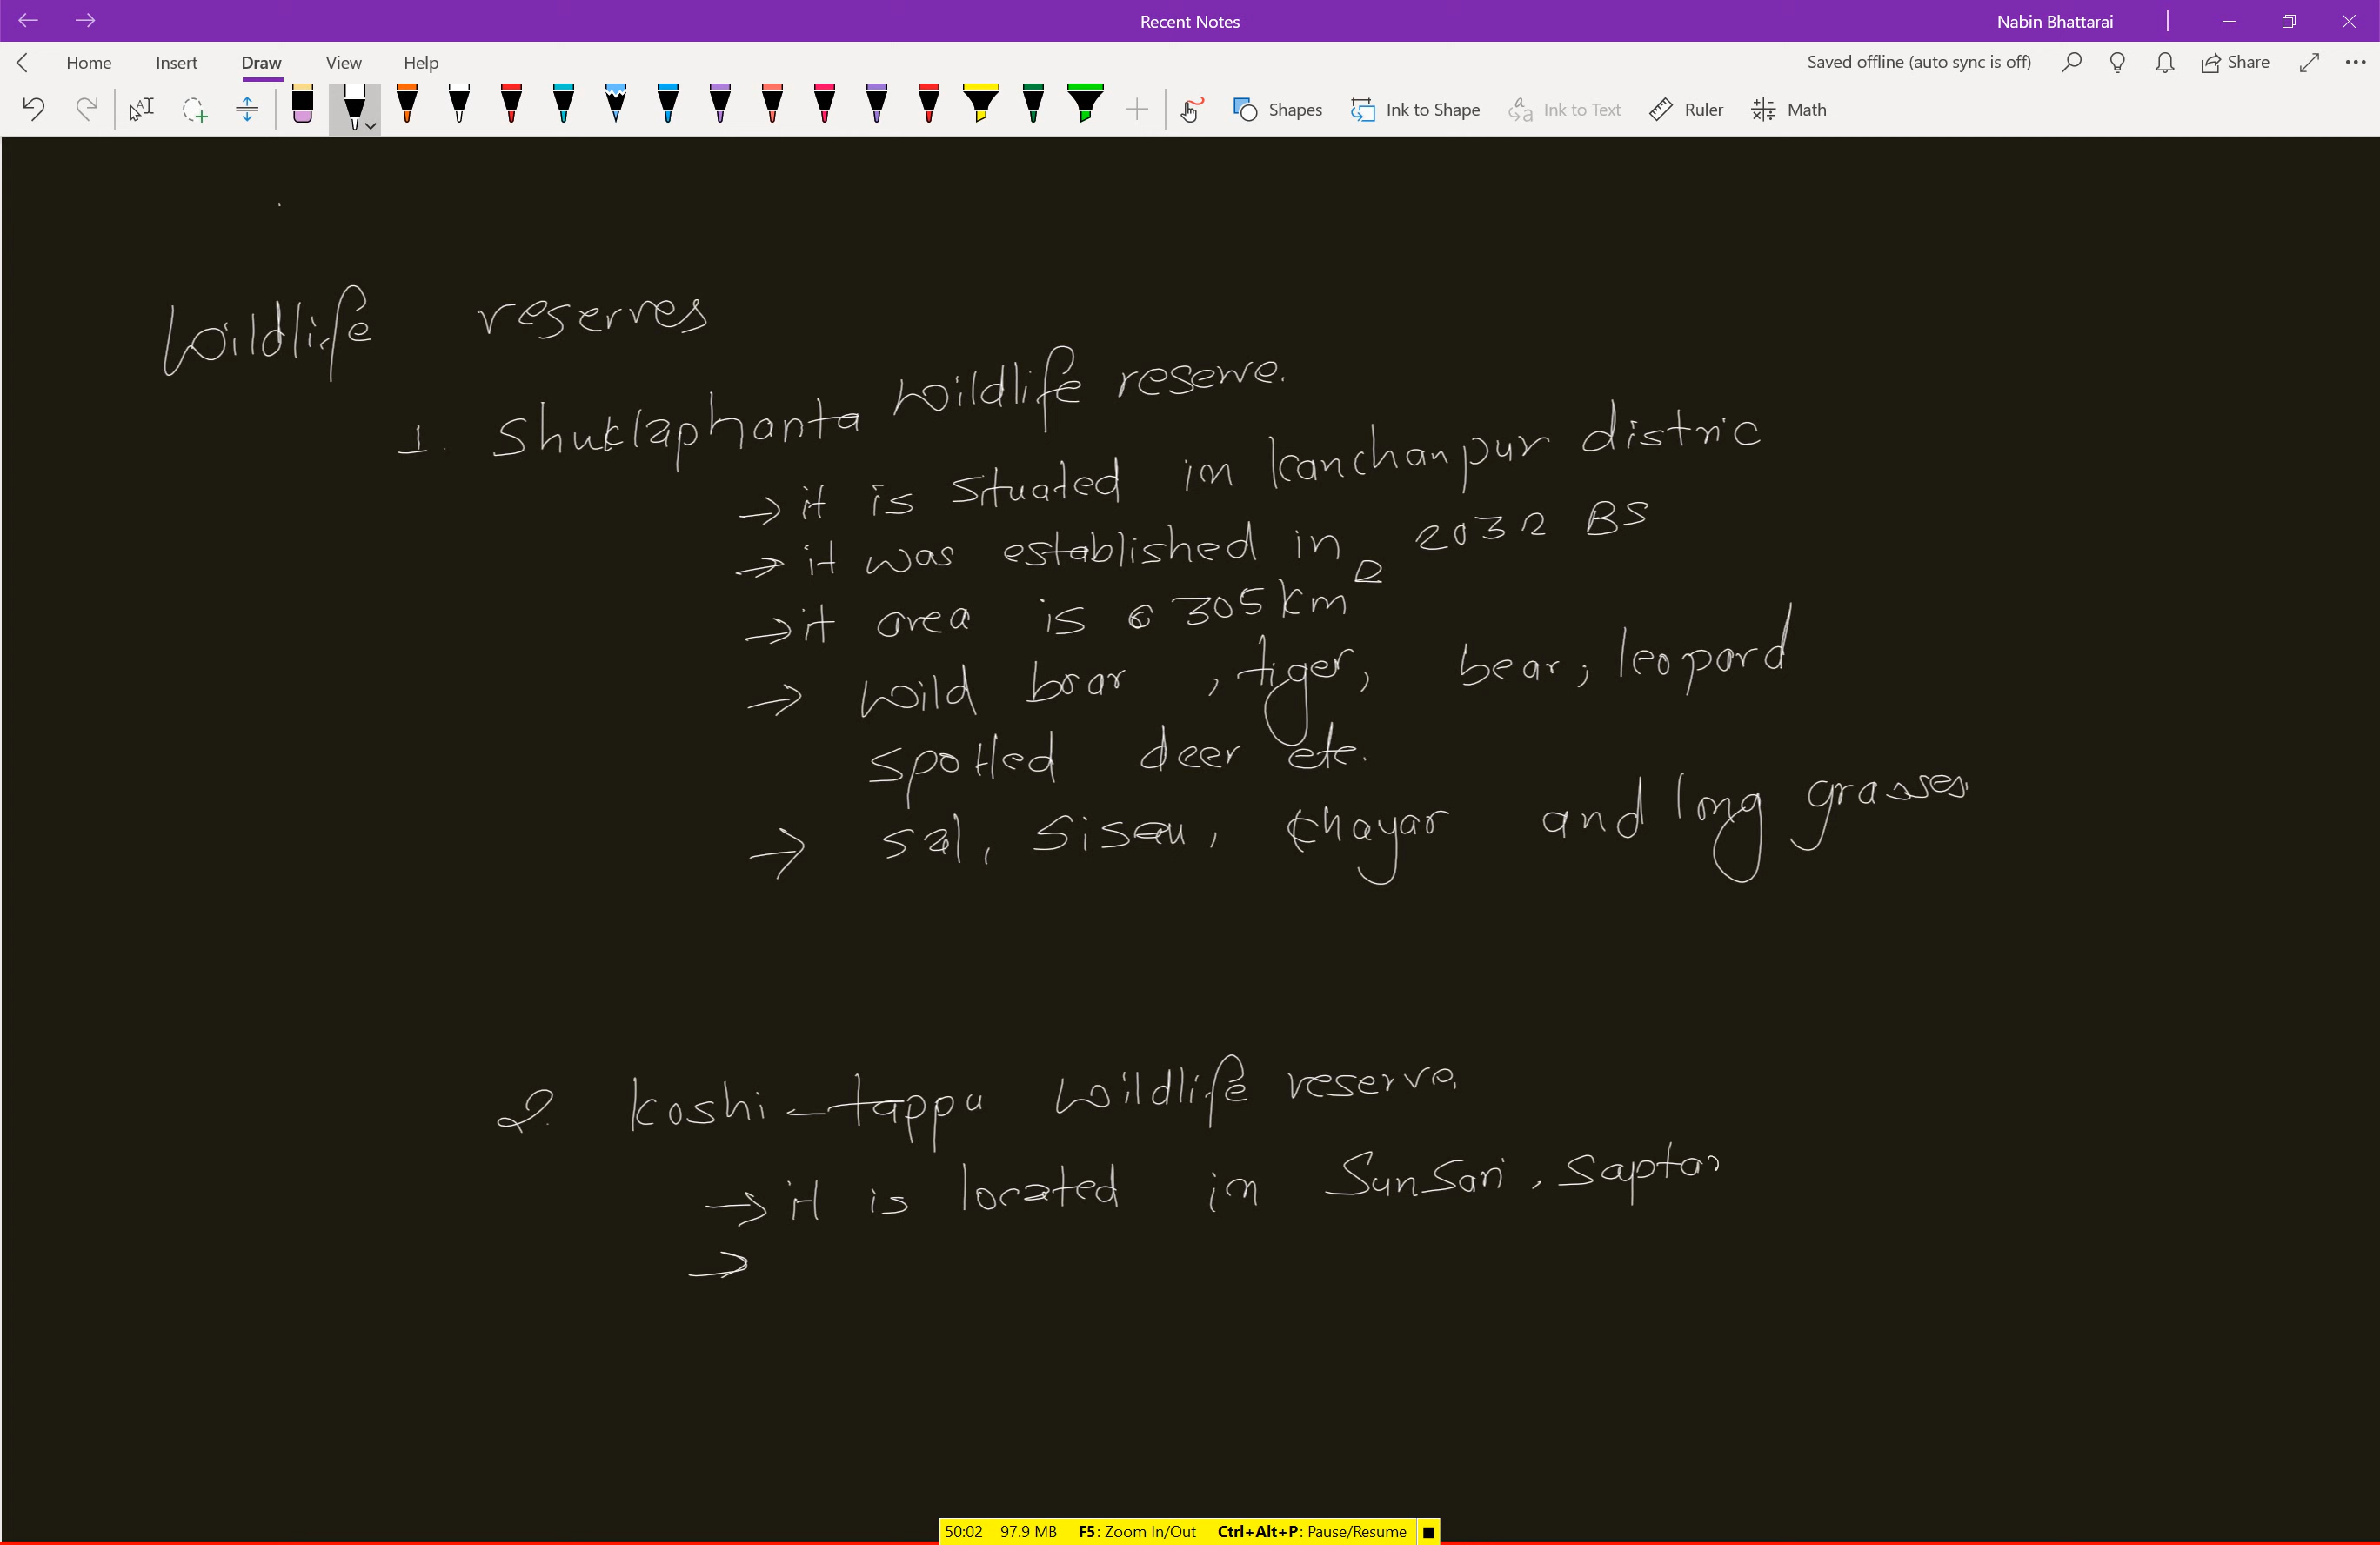 Recent Notes
Nabin Bhattarai
Home Insert Draw View Help
Saved offline (auto sync is off) Share
Shapes Ink to Shape Ink to Text Ruler Math
Wildlife reserves
1. Shuklaphanta Wildlife reserve.
→ it is situated in Kanchanpur distric
→ it was established in 2032 BS
→ it area is 305 km²
→ wild boar, tiger, bear, leopard
spotted deer etc.
→ sal, sisau, khayar and long grasses.
2. Koshi-tappu Wildlife reserve.
→ it is located in Sunsari, Saptar
→
50:02 97.9 MB F5: Zoom In/Out Ctrl+Alt+P: Pause/Resume